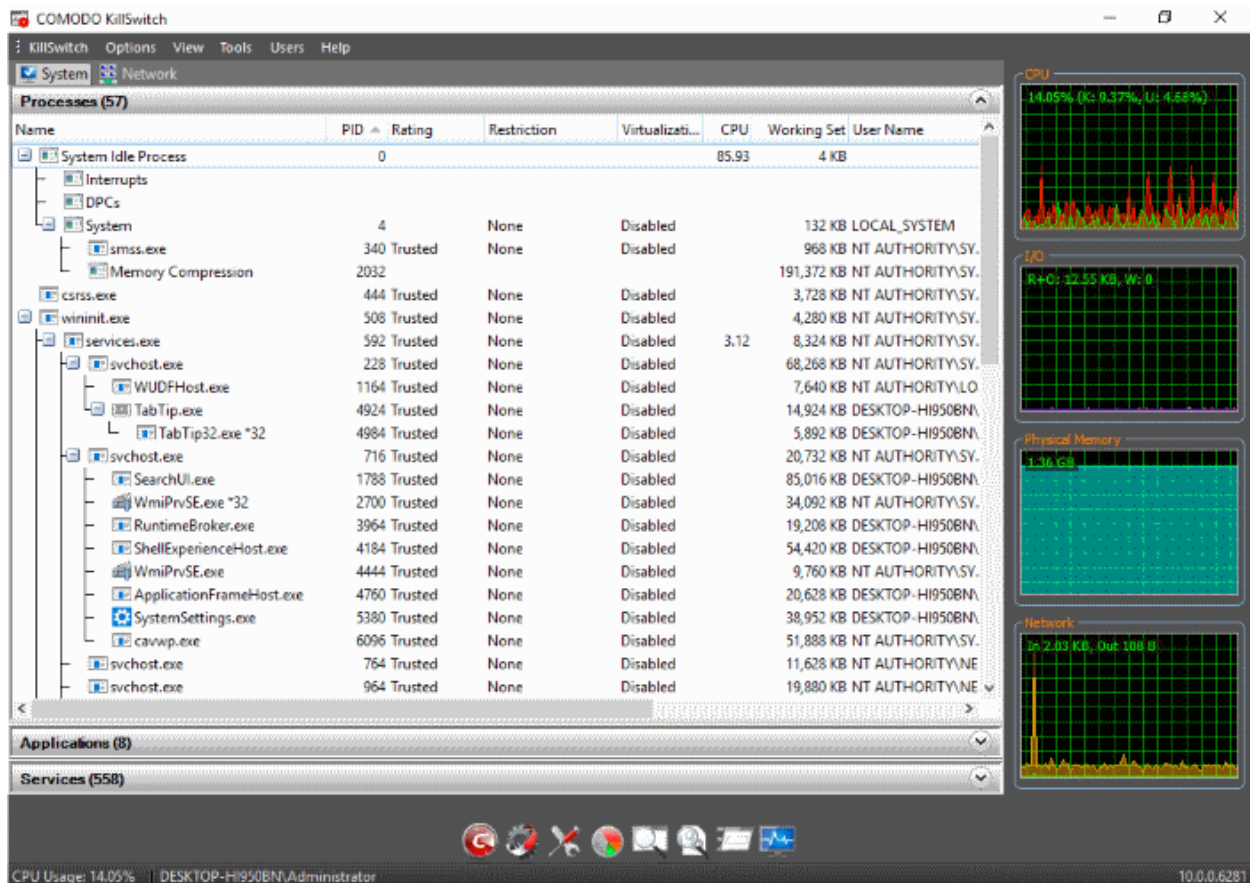 COMODO KillSwitch
KillSwitch Options View Tools Users Help
System Network
Processes (57)
Name PID Rating Restriction Virtualizati... CPU Working Set User Name
System Idle Process 0 85.93 4 KB
Interrupts
DPCs
System 4 None Disabled 132 KB LOCAL_SYSTEM
smss.exe 340 Trusted None Disabled 968 KB NT AUTHORITY\SY.
Memory Compression 2032 191,372 KB NT AUTHORITY\SY.
csrss.exe 444 Trusted None Disabled 3,728 KB NT AUTHORITY\SY.
wininit.exe 508 Trusted None Disabled 4,280 KB NT AUTHORITY\SY.
services.exe 592 Trusted None Disabled 3.12 8,324 KB NT AUTHORITY\SY.
svchost.exe 228 Trusted None Disabled 68,268 KB NT AUTHORITY\SY.
WUDFHost.exe 1164 Trusted None Disabled 7,640 KB NT AUTHORITY\LO
TabTip.exe 4924 Trusted None Disabled 14,924 KB DESKTOP-HI950BN\
TabTip32.exe *32 4984 Trusted None Disabled 5,892 KB DESKTOP-HI950BN\
svchost.exe 716 Trusted None Disabled 20,732 KB NT AUTHORITY\SY.
SearchUI.exe 1788 Trusted None Disabled 85,016 KB DESKTOP-HI950BN\
WmiPrvSE.exe *32 2700 Trusted None Disabled 34,092 KB NT AUTHORITY\SY.
RuntimeBroker.exe 3964 Trusted None Disabled 19,208 KB DESKTOP-HI950BN\
ShellExperienceHost.exe 4184 Trusted None Disabled 54,420 KB DESKTOP-HI950BN\
WmiPrvSE.exe 4444 Trusted None Disabled 9,760 KB NT AUTHORITY\SY.
ApplicationFrameHost.exe 4760 Trusted None Disabled 20,628 KB DESKTOP-HI950BN\
SystemSettings.exe 5380 Trusted None Disabled 38,952 KB DESKTOP-HI950BN\
cavwp.exe 6096 Trusted None Disabled 51,888 KB NT AUTHORITY\SY.
svchost.exe 764 Trusted None Disabled 11,628 KB NT AUTHORITY\NE
svchost.exe 964 Trusted None Disabled 19,880 KB NT AUTHORITY\NE
Applications (8)
Services (558)
CPU
14.05% (K: 9.37%, U: 4.68%)
I/O
R+O: 12.55 KB, W: 0
Physical Memory
1.36 GB
Network
In 2.03 KB, Out 108 B
CPU Usage: 14.05% DESKTOP-HI950BN\Administrator 10.0.0.6281